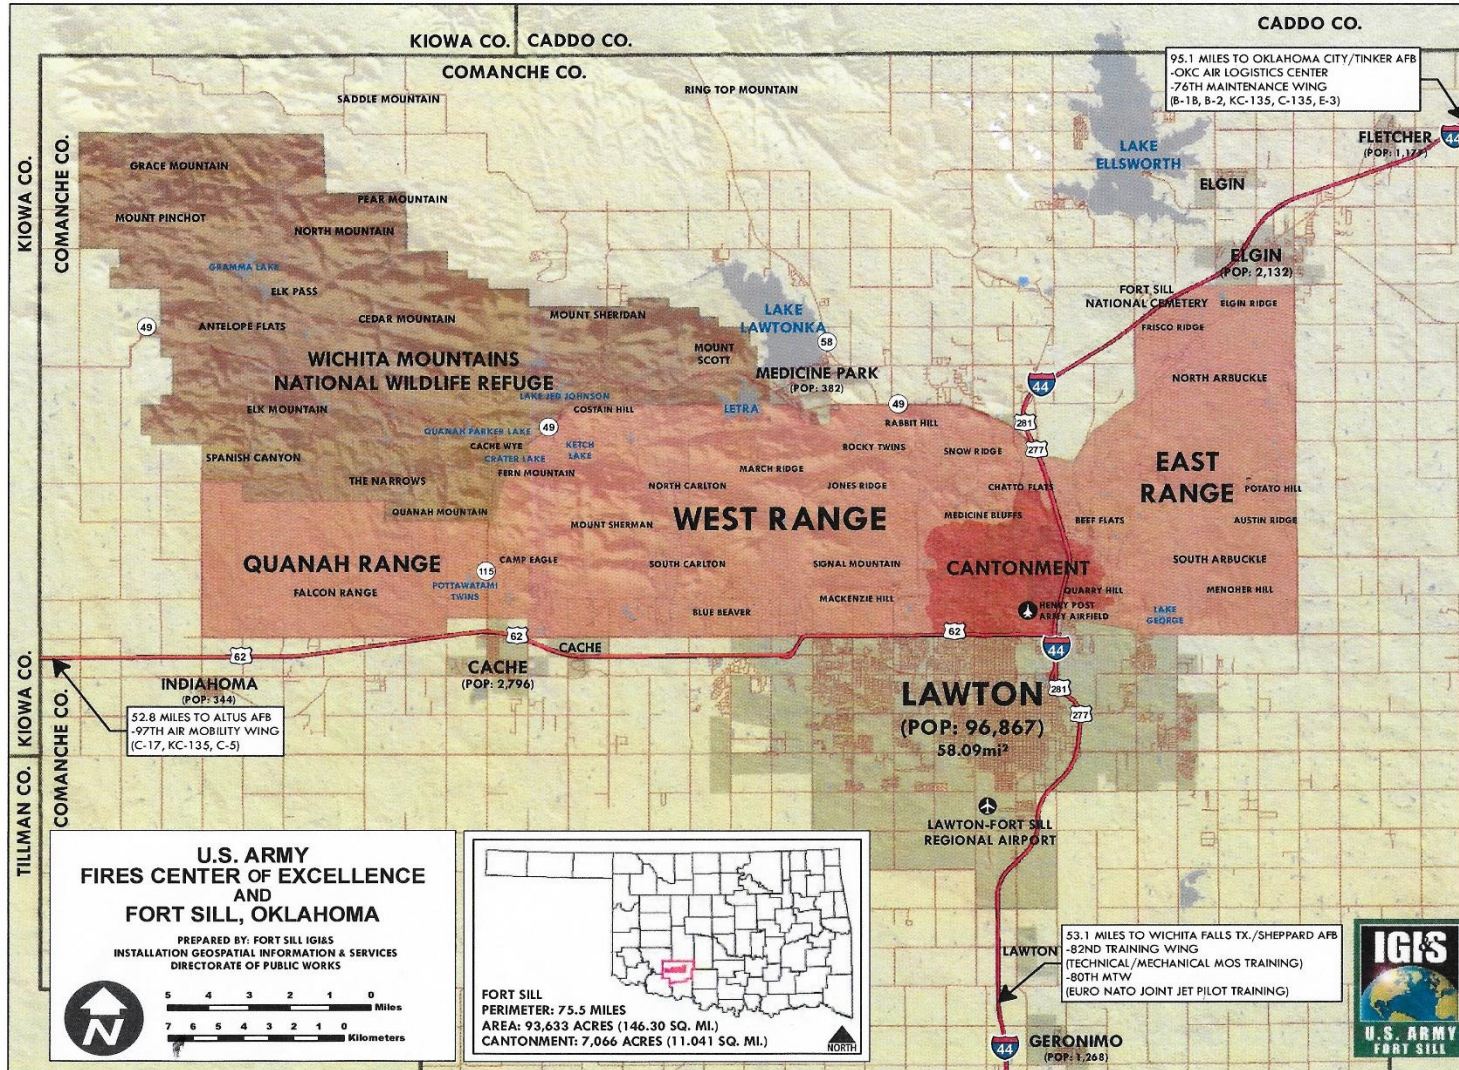 CADDO CO.
KIOWA CO.
CADDO CO.
COMANCHE CO.
95.1 MILES TO OKLAHOMA CITY/TINKER AFB
-OKC AIR LOGISTICS CENTER
-76TH MAINTENANCE WING
(B-1B, B-2, KC-135, C-135, E-3)
SADDLE MOUNTAIN
RING TOP MOUNTAIN
44
FLETCHER
LAKE
ELLSWORTH
GRACE MOUNTAIN
ELGIN
PEAR MOUNTAIN
MOUNT PINCHOT
NORTH MOUNTAIN
KIOWA CO.
COMANCHE CO.
GRAMMA LAKE
ELGIN
(POP: 2,132)
ELK PASS
FORT SILL
NATIONAL CEMETERY
ELGIN RIDGE
ANTELOPE FLATS
CEDAR MOUNTAIN
MOUNT SHERIDAN
LAKE
LAWTONKA
FRISCO RIDGE
49
58
WICHITA MOUNTAINS
NATIONAL WILDLIFE REFUGE
MOUNT
SCOTT
MEDICINE PARK
(POP: 382)
44
NORTH ARBUCKLE
LAKE JED JOHNSON
ELK MOUNTAIN
COSTAIN HILL
LETRA
49
RABBIT HILL
281
QUANAH PARKER LAKE
49
CACHE WYE
KETCH
LAKE
ROCKY TWINS
SNOW RIDGE
277
SPANISH CANYON
CRATER LAKE
FERN MOUNTAIN
MARCH RIDGE
EAST
RANGE
THE NARROWS
NORTH CARLTON
JONES RIDGE
CHATTO FLATS
POTATO HILL
QUANAH MOUNTAIN
MOUNT SHERMAN
WEST RANGE
MEDICINE BLUFFS
BEEF FLATS
AUSTIN RIDGE
QUANAH RANGE
CAMP EAGLE
SOUTH CARLTON
SIGNAL MOUNTAIN
CANTONMENT
SOUTH ARBUCKLE
115
FALCON RANGE
POTTAWATAMI
TWINS
MACKENZIE HILL
QUARRY HILL
MENOHER HILL
BLUE BEAVER
HENRY POST
ARMY AIRFIELD
LAKE
GEORGE
62
62
62
CACHE
44
KIOWA CO.
COMANCHE CO.
INDIAHOMA
(POP: 344)
CACHE
(POP: 2,796)
LAWTON
(POP: 96,867)
58.09mi²
281
277
52.8 MILES TO ALTUS AFB
-97TH AIR MOBILITY WING
(C-17, KC-135, C-5)
TILLMAN CO.
LAWTON-FORT SILL
REGIONAL AIRPORT
U.S. ARMY
FIRES CENTER OF EXCELLENCE
AND
FORT SILL, OKLAHOMA
PREPARED BY: FORT SILL IGI&S
INSTALLATION GEOSPATIAL INFORMATION & SERVICES
DIRECTORATE OF PUBLIC WORKS
N
5 4 3 2 1 0
Miles
7 6 5 4 3 2 1 0
Kilometers
FORT SILL
PERIMETER: 75.5 MILES
AREA: 93,633 ACRES (146.30 SQ. MI.)
CANTONMENT: 7,066 ACRES (11.041 SQ. MI.)
NORTH
LAWTON
53.1 MILES TO WICHITA FALLS TX./SHEPPARD AFB
-82ND TRAINING WING
(TECHNICAL/MECHANICAL MOS TRAINING)
-80TH MTW
(EURO NATO JOINT JET PILOT TRAINING)
44
GERONIMO
(POP: 1,268)
IGI&S
U.S. ARMY
FORT SILL